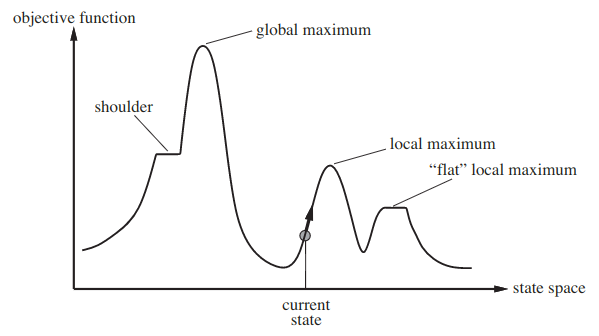 objective function
global maximum
shoulder
local maximum
“flat” local maximum
state space
current
state